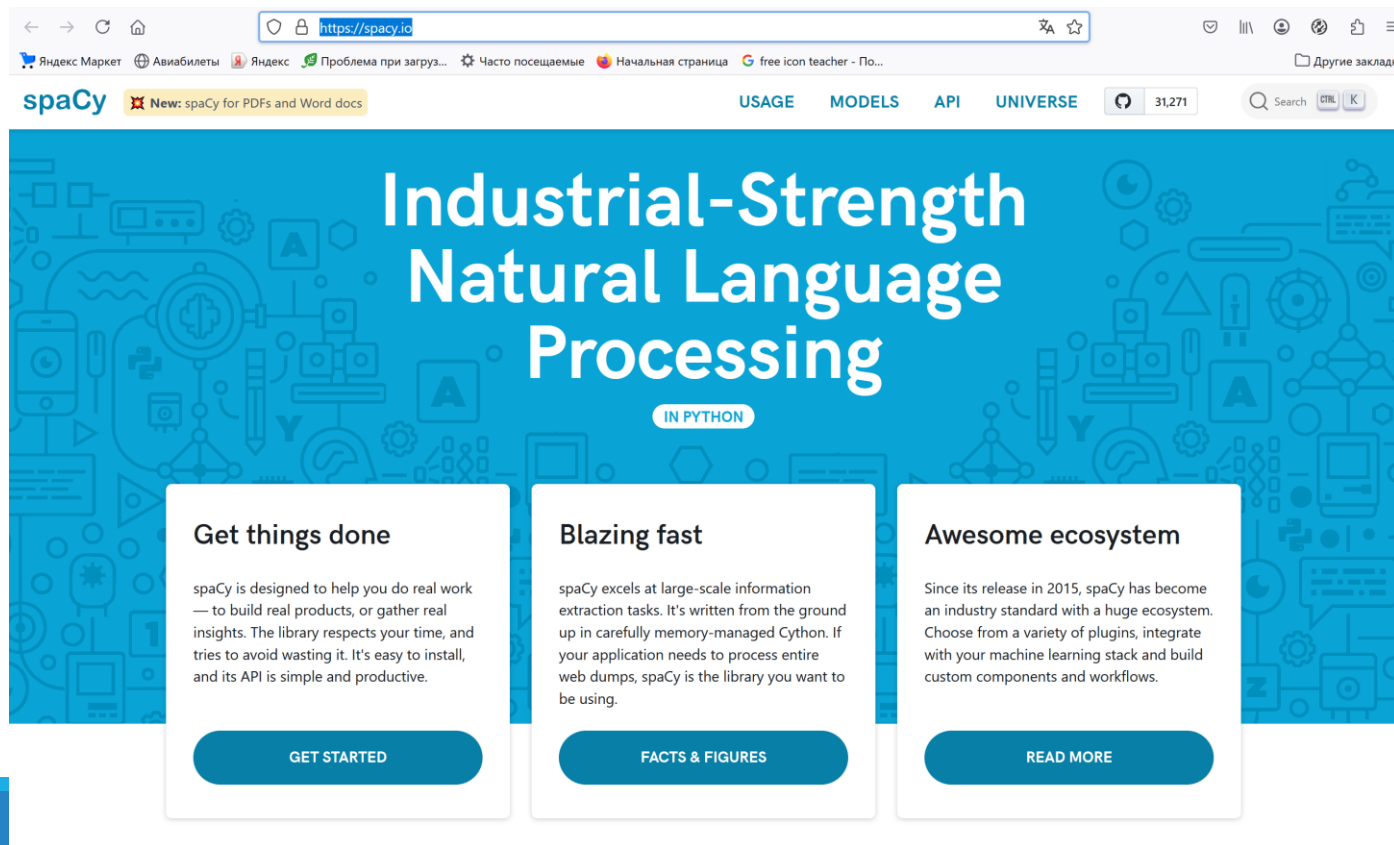 https://spacy.io
Яндекс Маркет Авиабилеты Яндекс Проблема при загруз... Часто посещаемые Начальная страница free icon teacher - По... Другие заклад
spaCy New: spaCy for PDFs and Word docs USAGE MODELS API UNIVERSE 31,271 Search CTRL K
Industrial-Strength
Natural Language
Processing
IN PYTHON
Get things done
spaCy is designed to help you do real work
— to build real products, or gather real
insights. The library respects your time, and
tries to avoid wasting it. It's easy to install,
and its API is simple and productive.
GET STARTED
Blazing fast
spaCy excels at large-scale information
extraction tasks. It's written from the ground
up in carefully memory-managed Cython. If
your application needs to process entire
web dumps, spaCy is the library you want to
be using.
FACTS & FIGURES
Awesome ecosystem
Since its release in 2015, spaCy has become
an industry standard with a huge ecosystem.
Choose from a variety of plugins, integrate
with your machine learning stack and build
custom components and workflows.
READ MORE